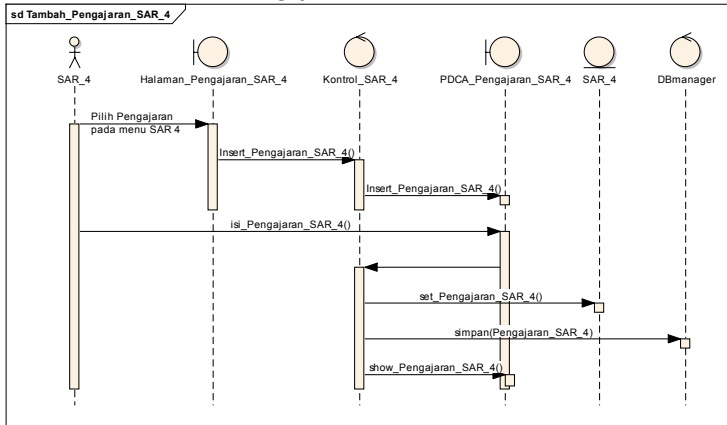 sd Tambah_Pengajaran_SAR_4
SAR_4
Halaman_Pengajaran_SAR_4
Kontrol_SAR_4
PDCA_Pengajaran_SAR_4
SAR_4
DBmanager
Pilih Pengajaran
pada menu SAR 4
Insert_Pengajaran_SAR_4()
Insert_Pengajaran_SAR_4()
isi_Pengajaran_SAR_4()
set_Pengajaran_SAR_4()
simpan(Pengajaran_SAR_4)
show_Pengajaran_SAR_4()